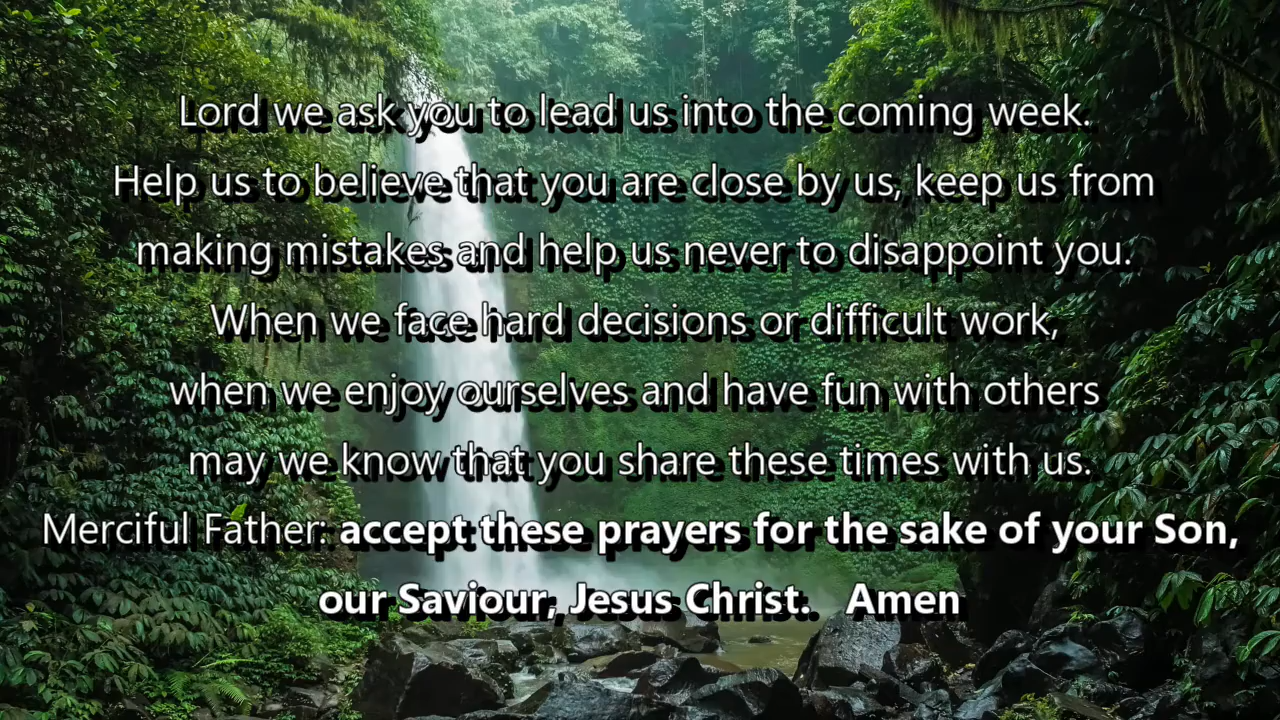 Lord we ask you to lead us into the coming week.
Help us to believe that you are close by us, keep us from
making mistakes and help us never to disappoint you.
When we face hard decisions or difficult work,
when we enjoy ourselves and have fun with others
may we know that you share these times with us.
Merciful Father: accept these prayers for the sake of your Son,
our Saviour, Jesus Christ.   Amen